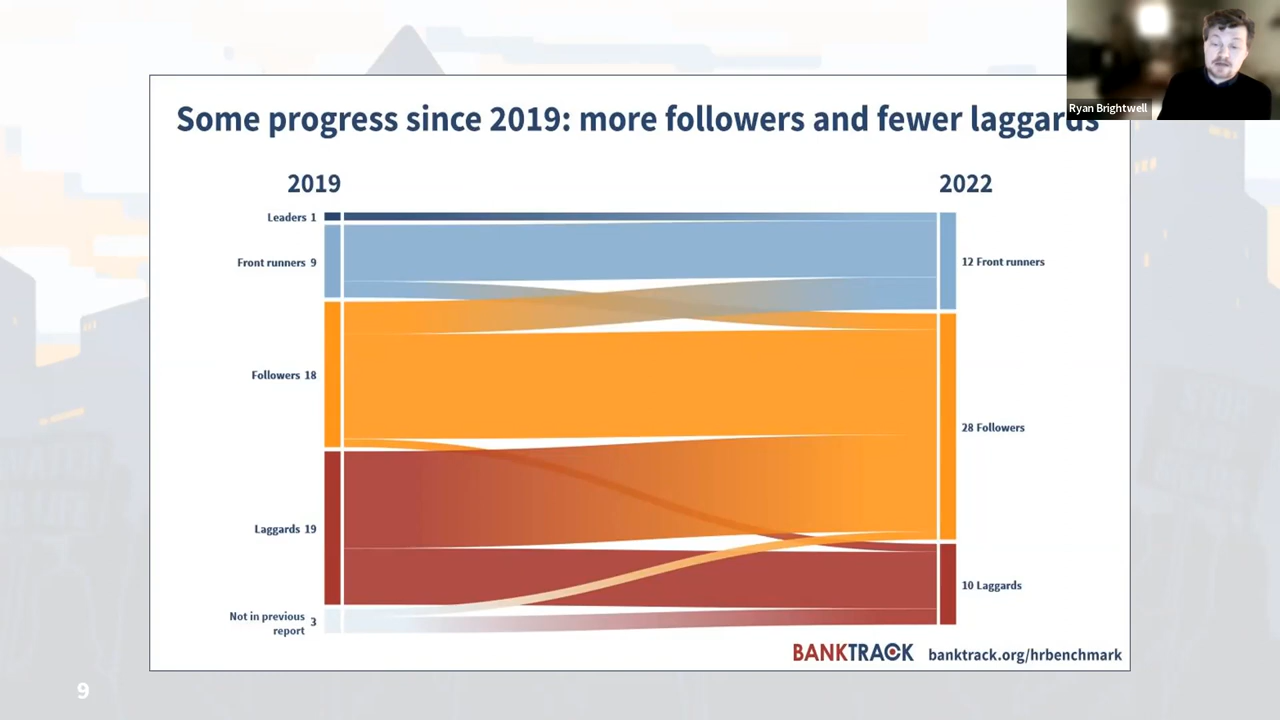 Ryan Brightwell
Some progress since 2019: more followers and fewer laggards
2019
2022
Leaders 1
Front runners 9
12 Front runners
Followers 18
28 Followers
Laggards 19
10 Laggards
Not in previous
report 3
BANKTRACK banktrack.org/hrbenchmark
9